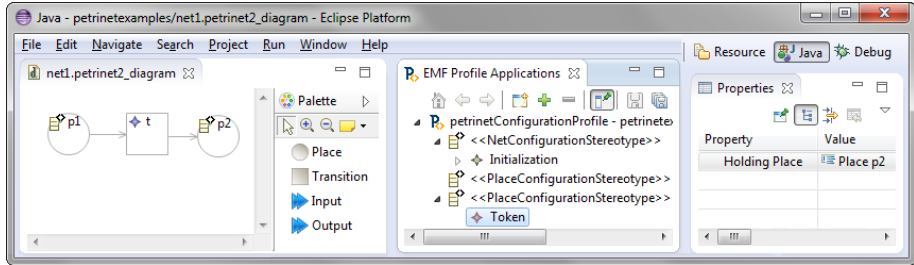 Java - petrinetexamples/net1.petrinet2_diagram - Eclipse Platform
File Edit Navigate Search Project Run Window Help
Resource Java Debug
net1.petrinet2_diagram
p1
t
p2
Palette
Place
Transition
Input
Output
EMF Profile Applications
petrinetConfigurationProfile - petrinetex
<<NetConfigurationStereotype>>
Initialization
<<PlaceConfigurationStereotype>>
<<PlaceConfigurationStereotype>>
Token
Properties
Property Value
Holding Place Place p2